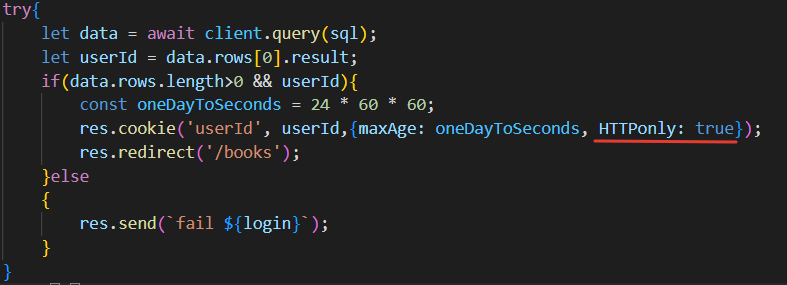 try{
let data = await client.query(sql);
let userId = data.rows[0].result;
if(data.rows.length>0 && userId){
const oneDayToSeconds = 24 * 60 * 60;
res.cookie('userId', userId,{maxAge: oneDayToSeconds, HTTPonly: true});
res.redirect('/books');
}else
{
res.send(`fail ${login}`);
}
}